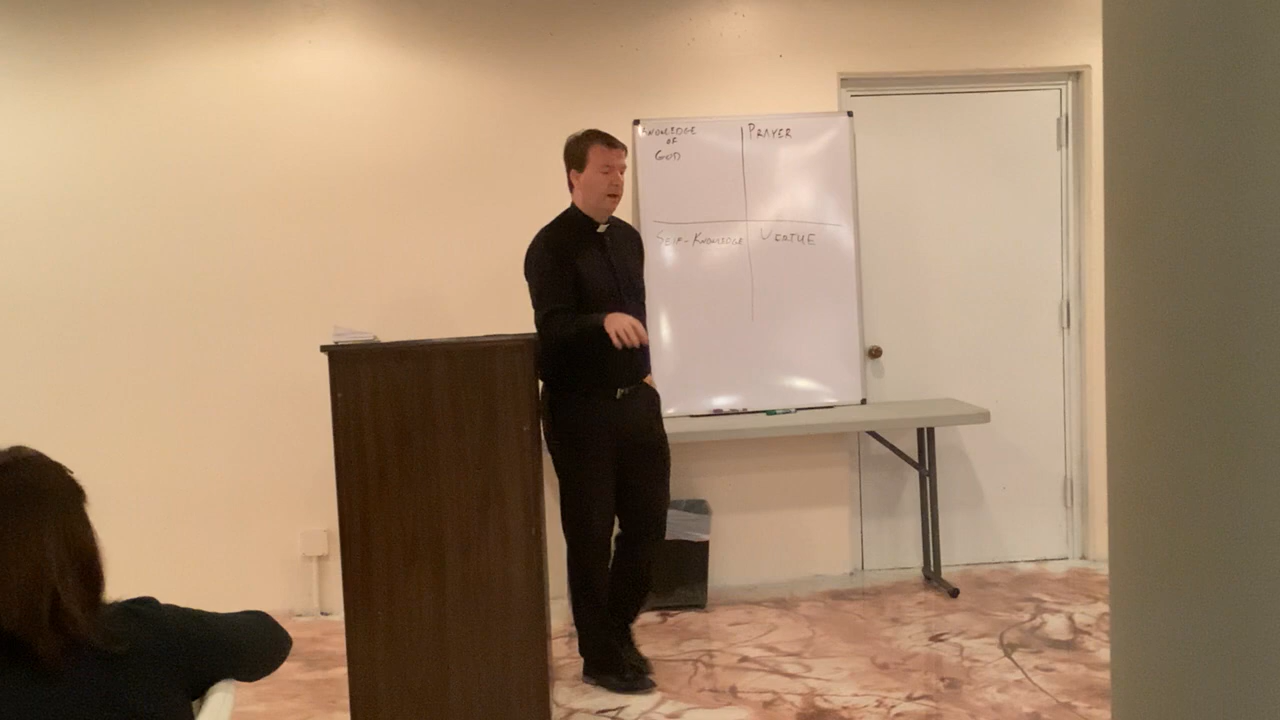 KNOWLEDGE
OF
GOD
PRAYER
SELF-KNOWLEDGE
VIRTUE